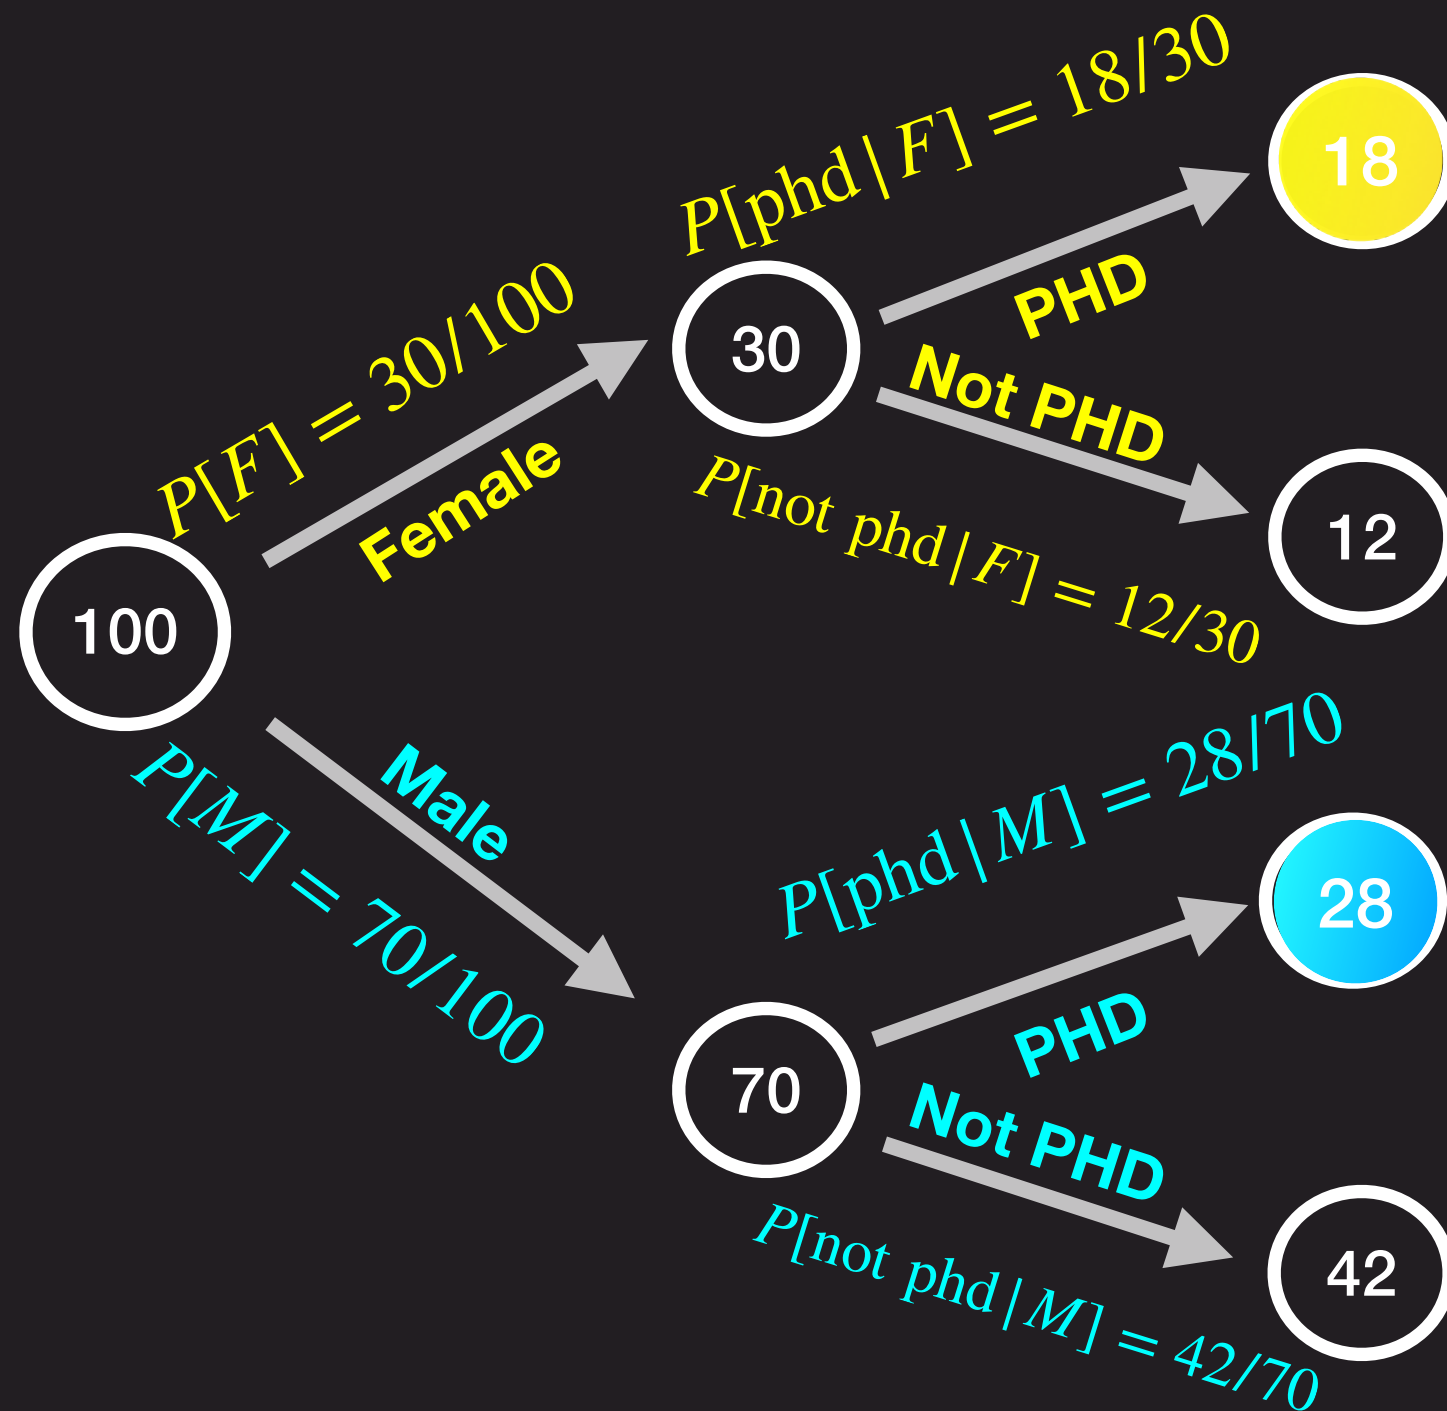 P[phd|F] = 18/30
18
PHD
P[F] = 30/100
30
Not PHD
Female
P[not phd|F] = 12/30
12
100
P[phd|M] = 28/70
Male
P[M] = 70/100
28
PHD
70
Not PHD
P[not phd|M] = 42/70
42